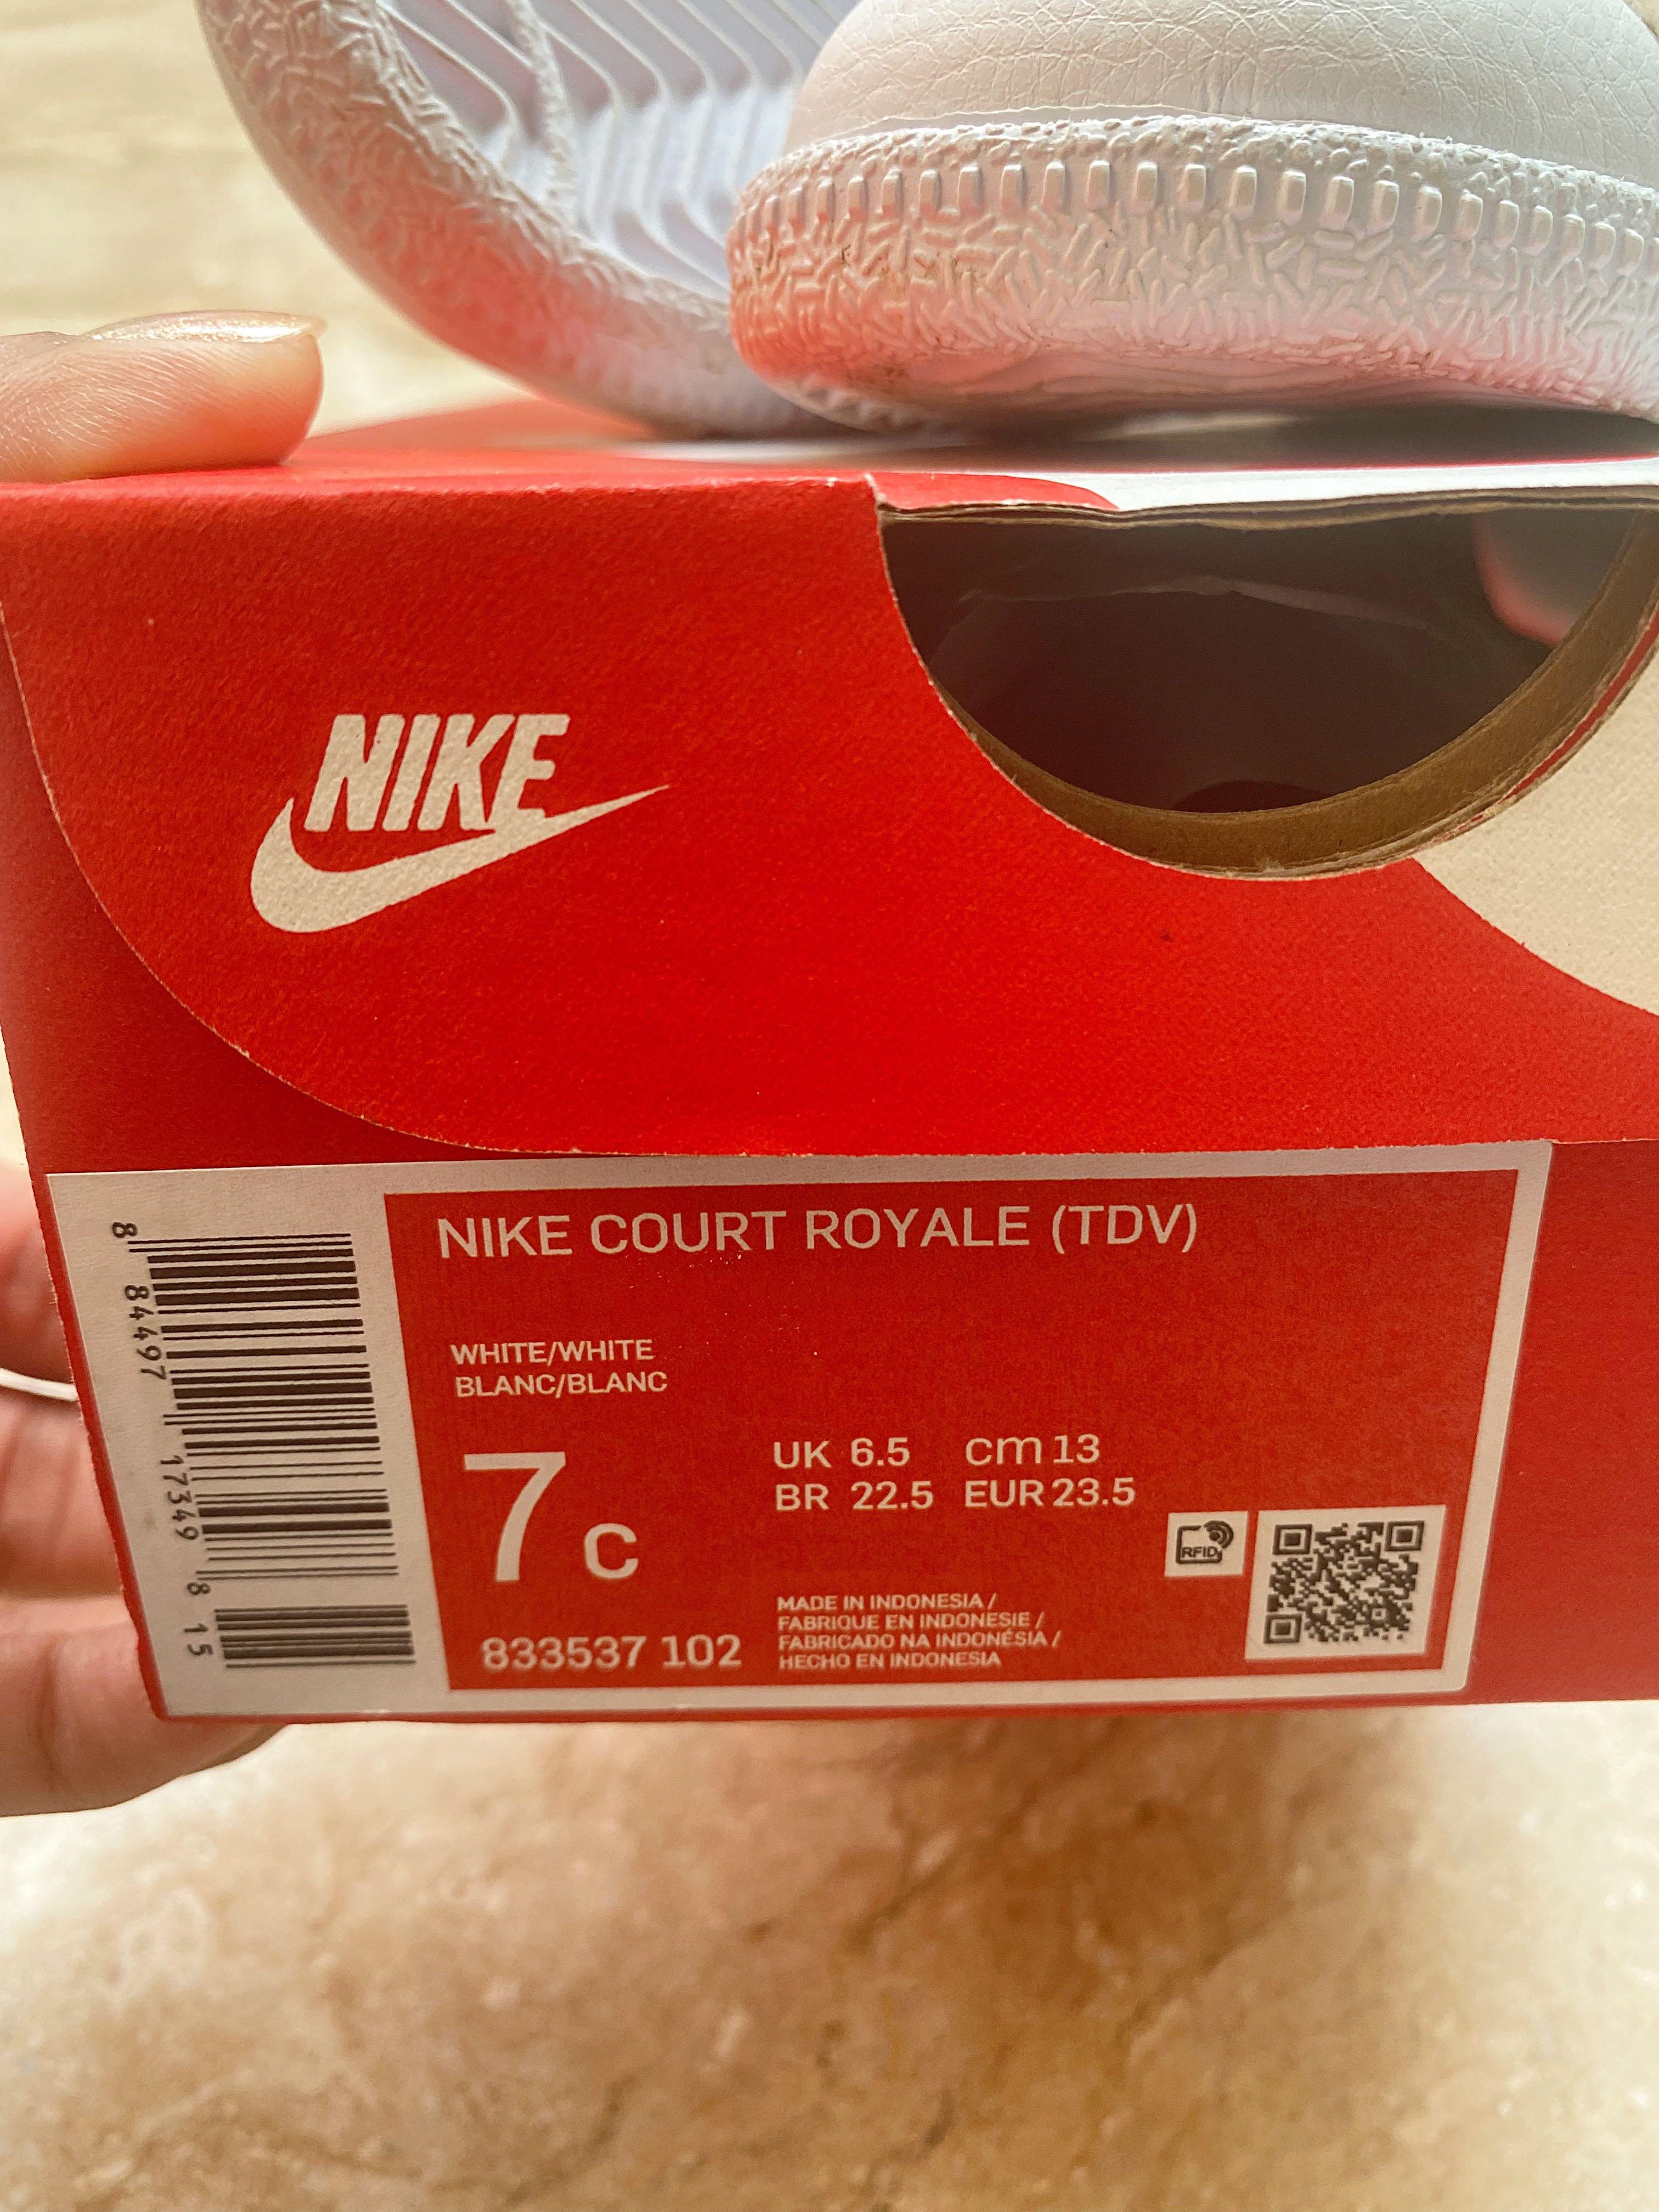 NIKE
NIKE COURT ROYALE (TDV)
WHITE/WHITE
BLANC/BLANC
7 C
UK 6.5 cm 13
BR 22.5 EUR 23.5
833537 102
MADE IN INDONESIA /
FABRIQUE EN INDONESIE /
FABRICADO NA INDONÉSIA /
HECHO EN INDONESIA
RFID
8 84497 17349 8 15